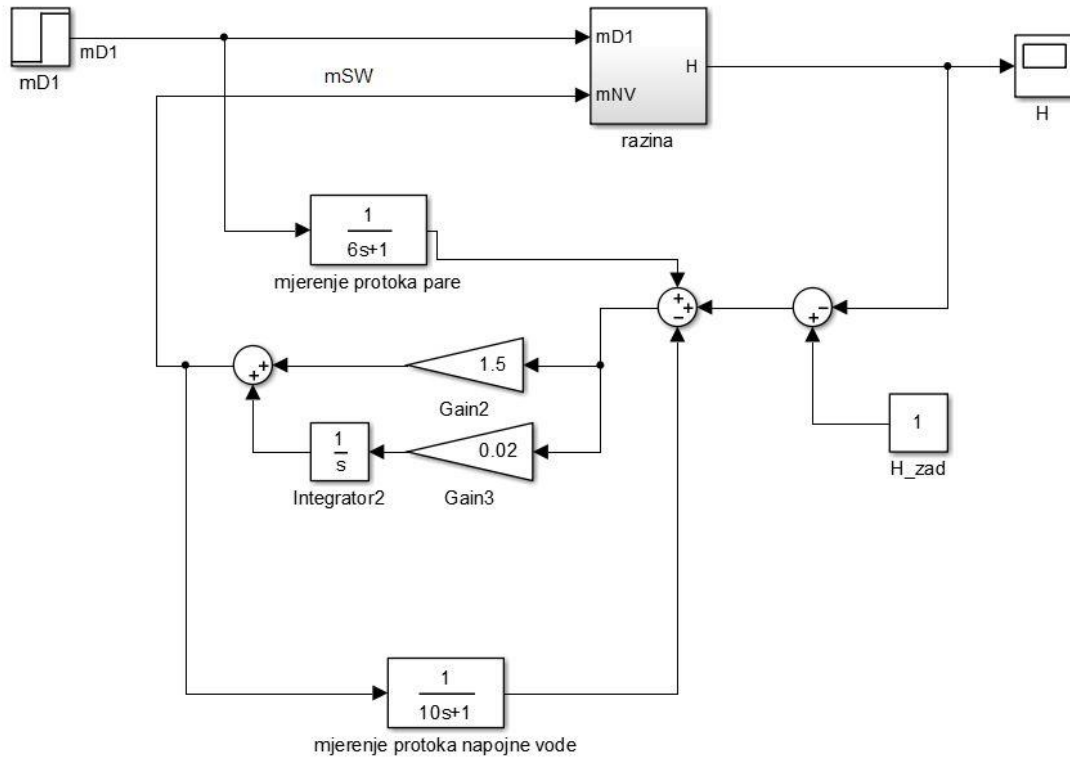 mD1
mD1
mSW
mD1
mNV
H
razina
H
1
6s+1
mjerenje protoka pare
+
+
−
−
+
1.5
Gain2
+
+
1
s
Integrator2
0.02
Gain3
1
H_zad
1
10s+1
mjerenje protoka napojne vode